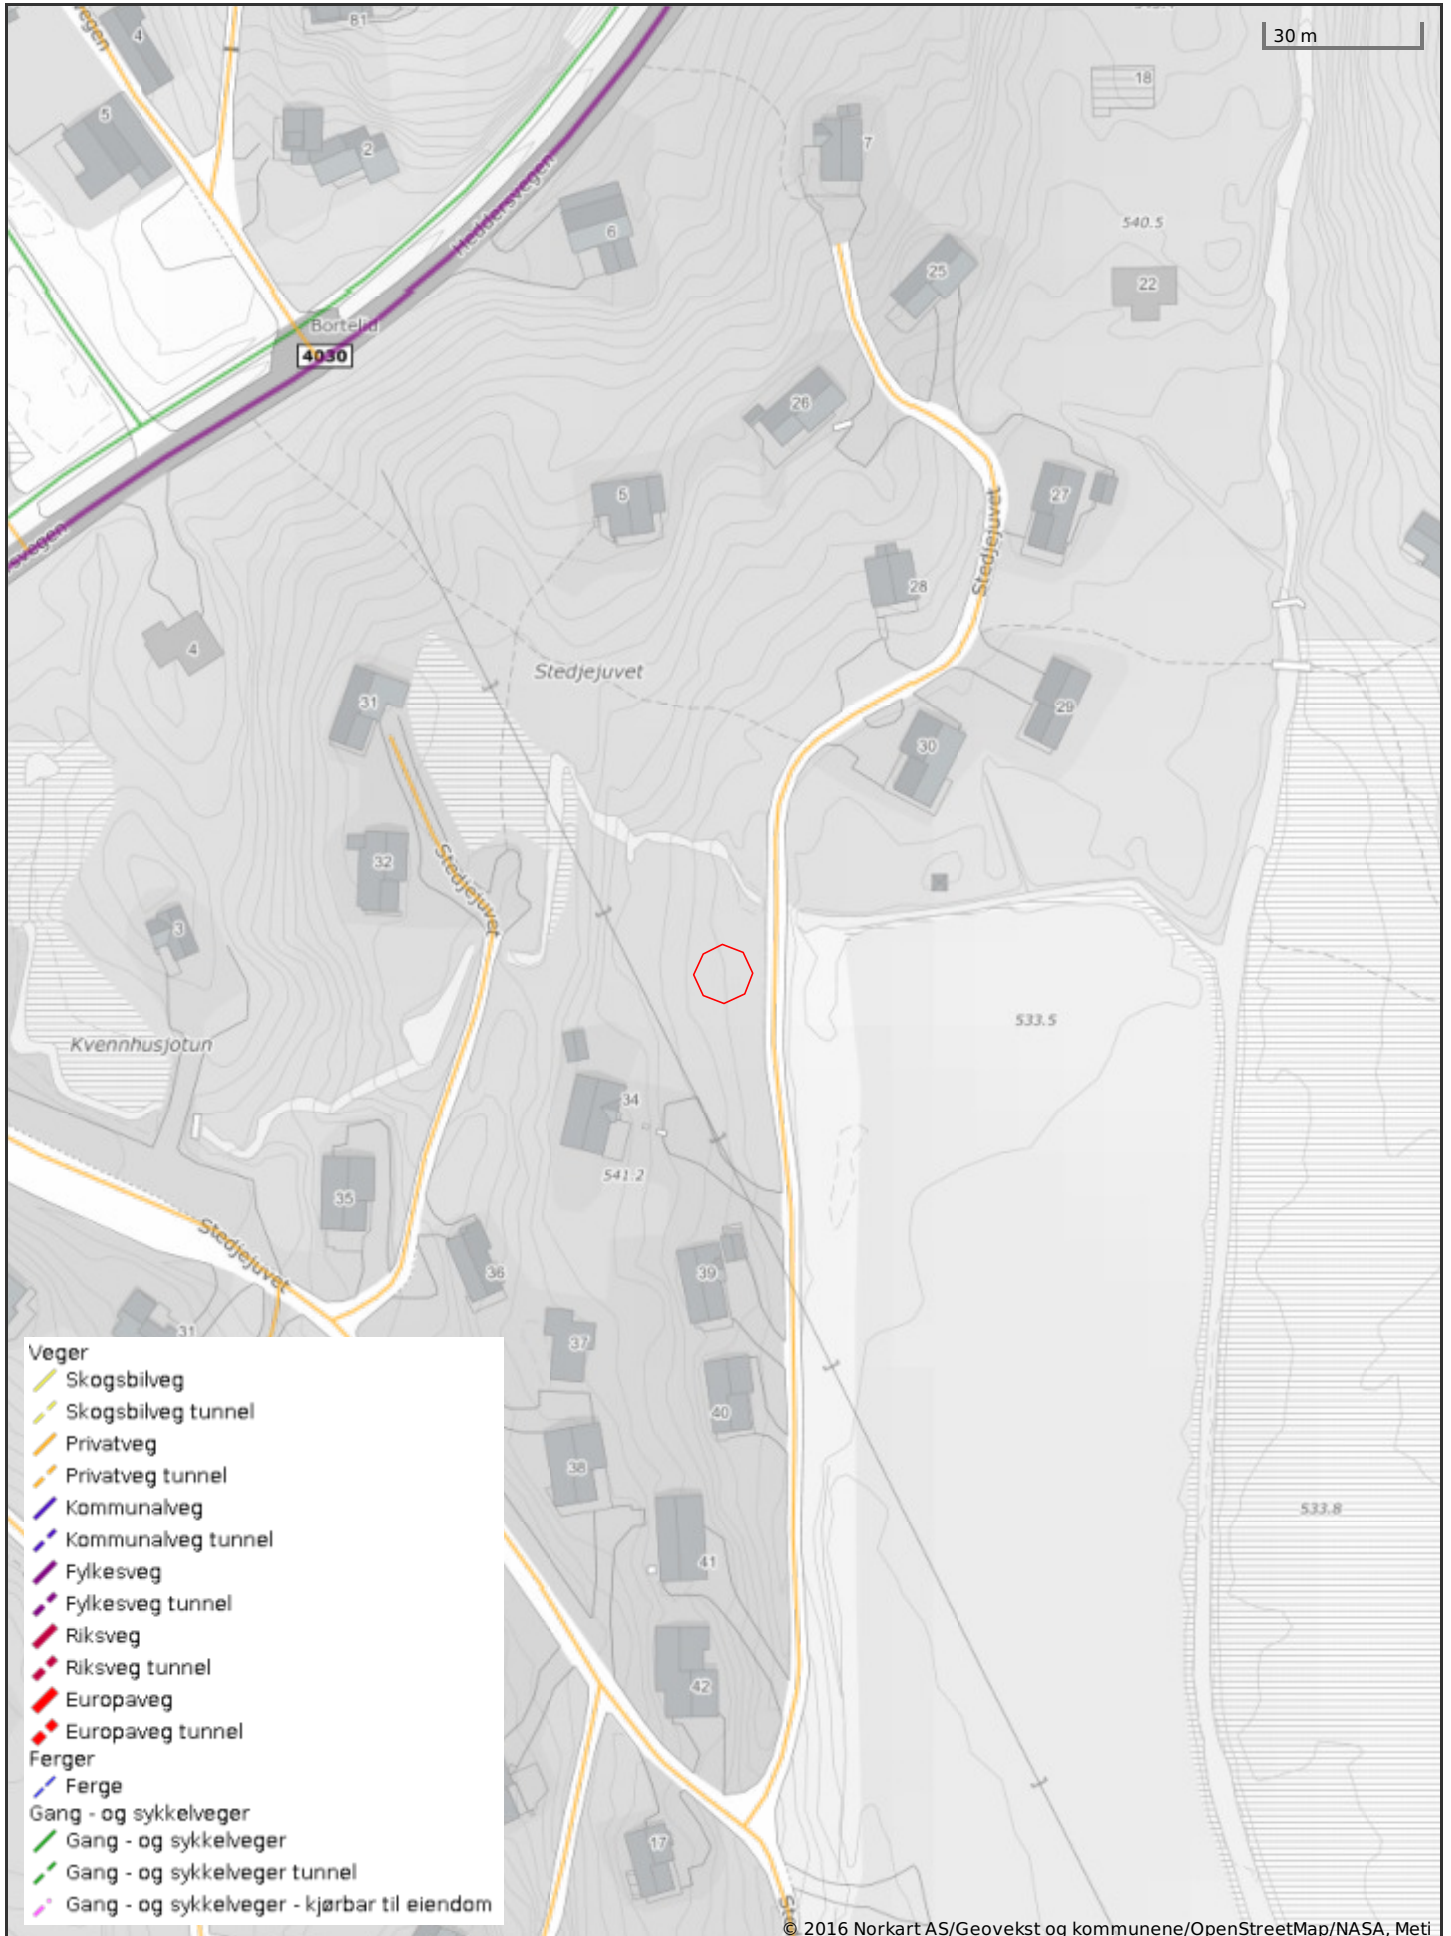 30 m
81
4
5
2
7
18
6
540.5
25
22
Heddersvegen
Bortelid
4030
26
5
27
Stedjejuvet
28
svegen
4
Stedjejuvet
31
29
30
32
Stedjejuvet
3
533.5
Kvennhusjotun
34
541.2
35
Stedjejuvet
36
39
31
37
40
38
533.8
41
42
17
Veger
Skogsbilveg
Skogsbilveg tunnel
Privatveg
Privatveg tunnel
Kommunalveg
Kommunalveg tunnel
Fylkesveg
Fylkesveg tunnel
Riksveg
Riksveg tunnel
Europaveg
Europaveg tunnel
Ferger
Ferge
Gang - og sykkelveger
Gang - og sykkelveger
Gang - og sykkelveger tunnel
Gang - og sykkelveger - kjørbar til eiendom
© 2016 Norkart AS/Geovekst og kommunene/OpenStreetMap/NASA, Meti